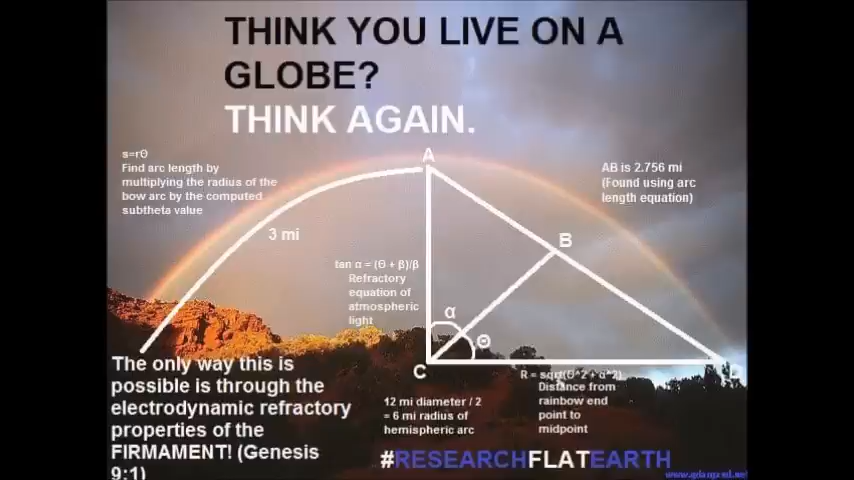 THINK YOU LIVE ON A
GLOBE?
THINK AGAIN.
s=rΘ
Find arc length by
multiplying the radius of the
bow arc by the computed
subtheta value
A
AB is 2.756 mi
(Found using arc
length equation)
3 mi
B
tan α = (Θ + β)/β
Refractory
equation of
atmospheric
light
α
Θ
The only way this is
possible is through the
electrodynamic refractory
properties of the
FIRMAMENT! (Genesis
9:1)
C
12 mi diameter / 2
= 6 mi radius of
hemispheric arc
R = sqrt(Θ^2 + α^2)
Distance from
rainbow end
point to
midpoint
#RESEARCHFLATEARTH